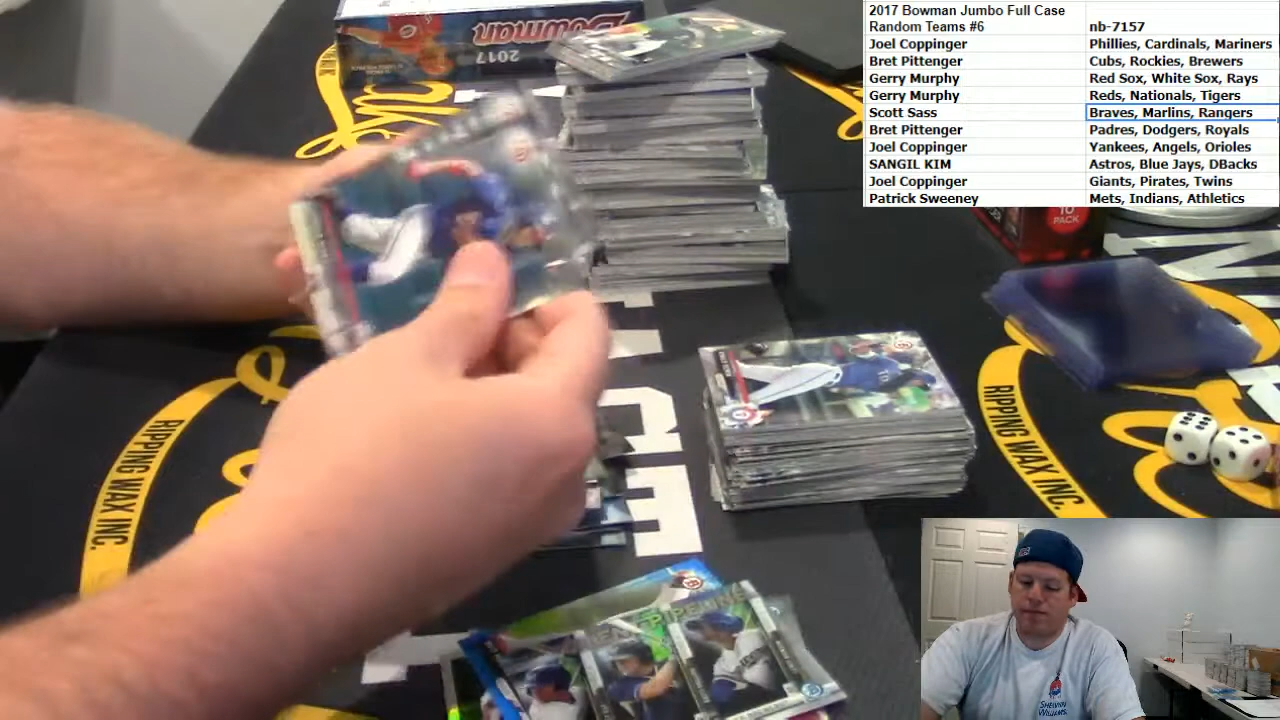 2017 Bowman Jumbo Full Case
Random Teams #6 nb-7157
Joel Coppinger Phillies, Cardinals, Mariners
Bret Pittenger Cubs, Rockies, Brewers
Gerry Murphy Red Sox, White Sox, Rays
Gerry Murphy Reds, Nationals, Tigers
Scott Sass Braves, Marlins, Rangers
Bret Pittenger Padres, Dodgers, Royals
Joel Coppinger Yankees, Angels, Orioles
SANGIL KIM Astros, Blue Jays, DBacks
Joel Coppinger Giants, Pirates, Twins
Patrick Sweeney Mets, Indians, Athletics
Bowman
2017
10
PACK
RIPPING WAX INC.
RIPPING WAX INC.
SHERWIN
WILLIAMS.